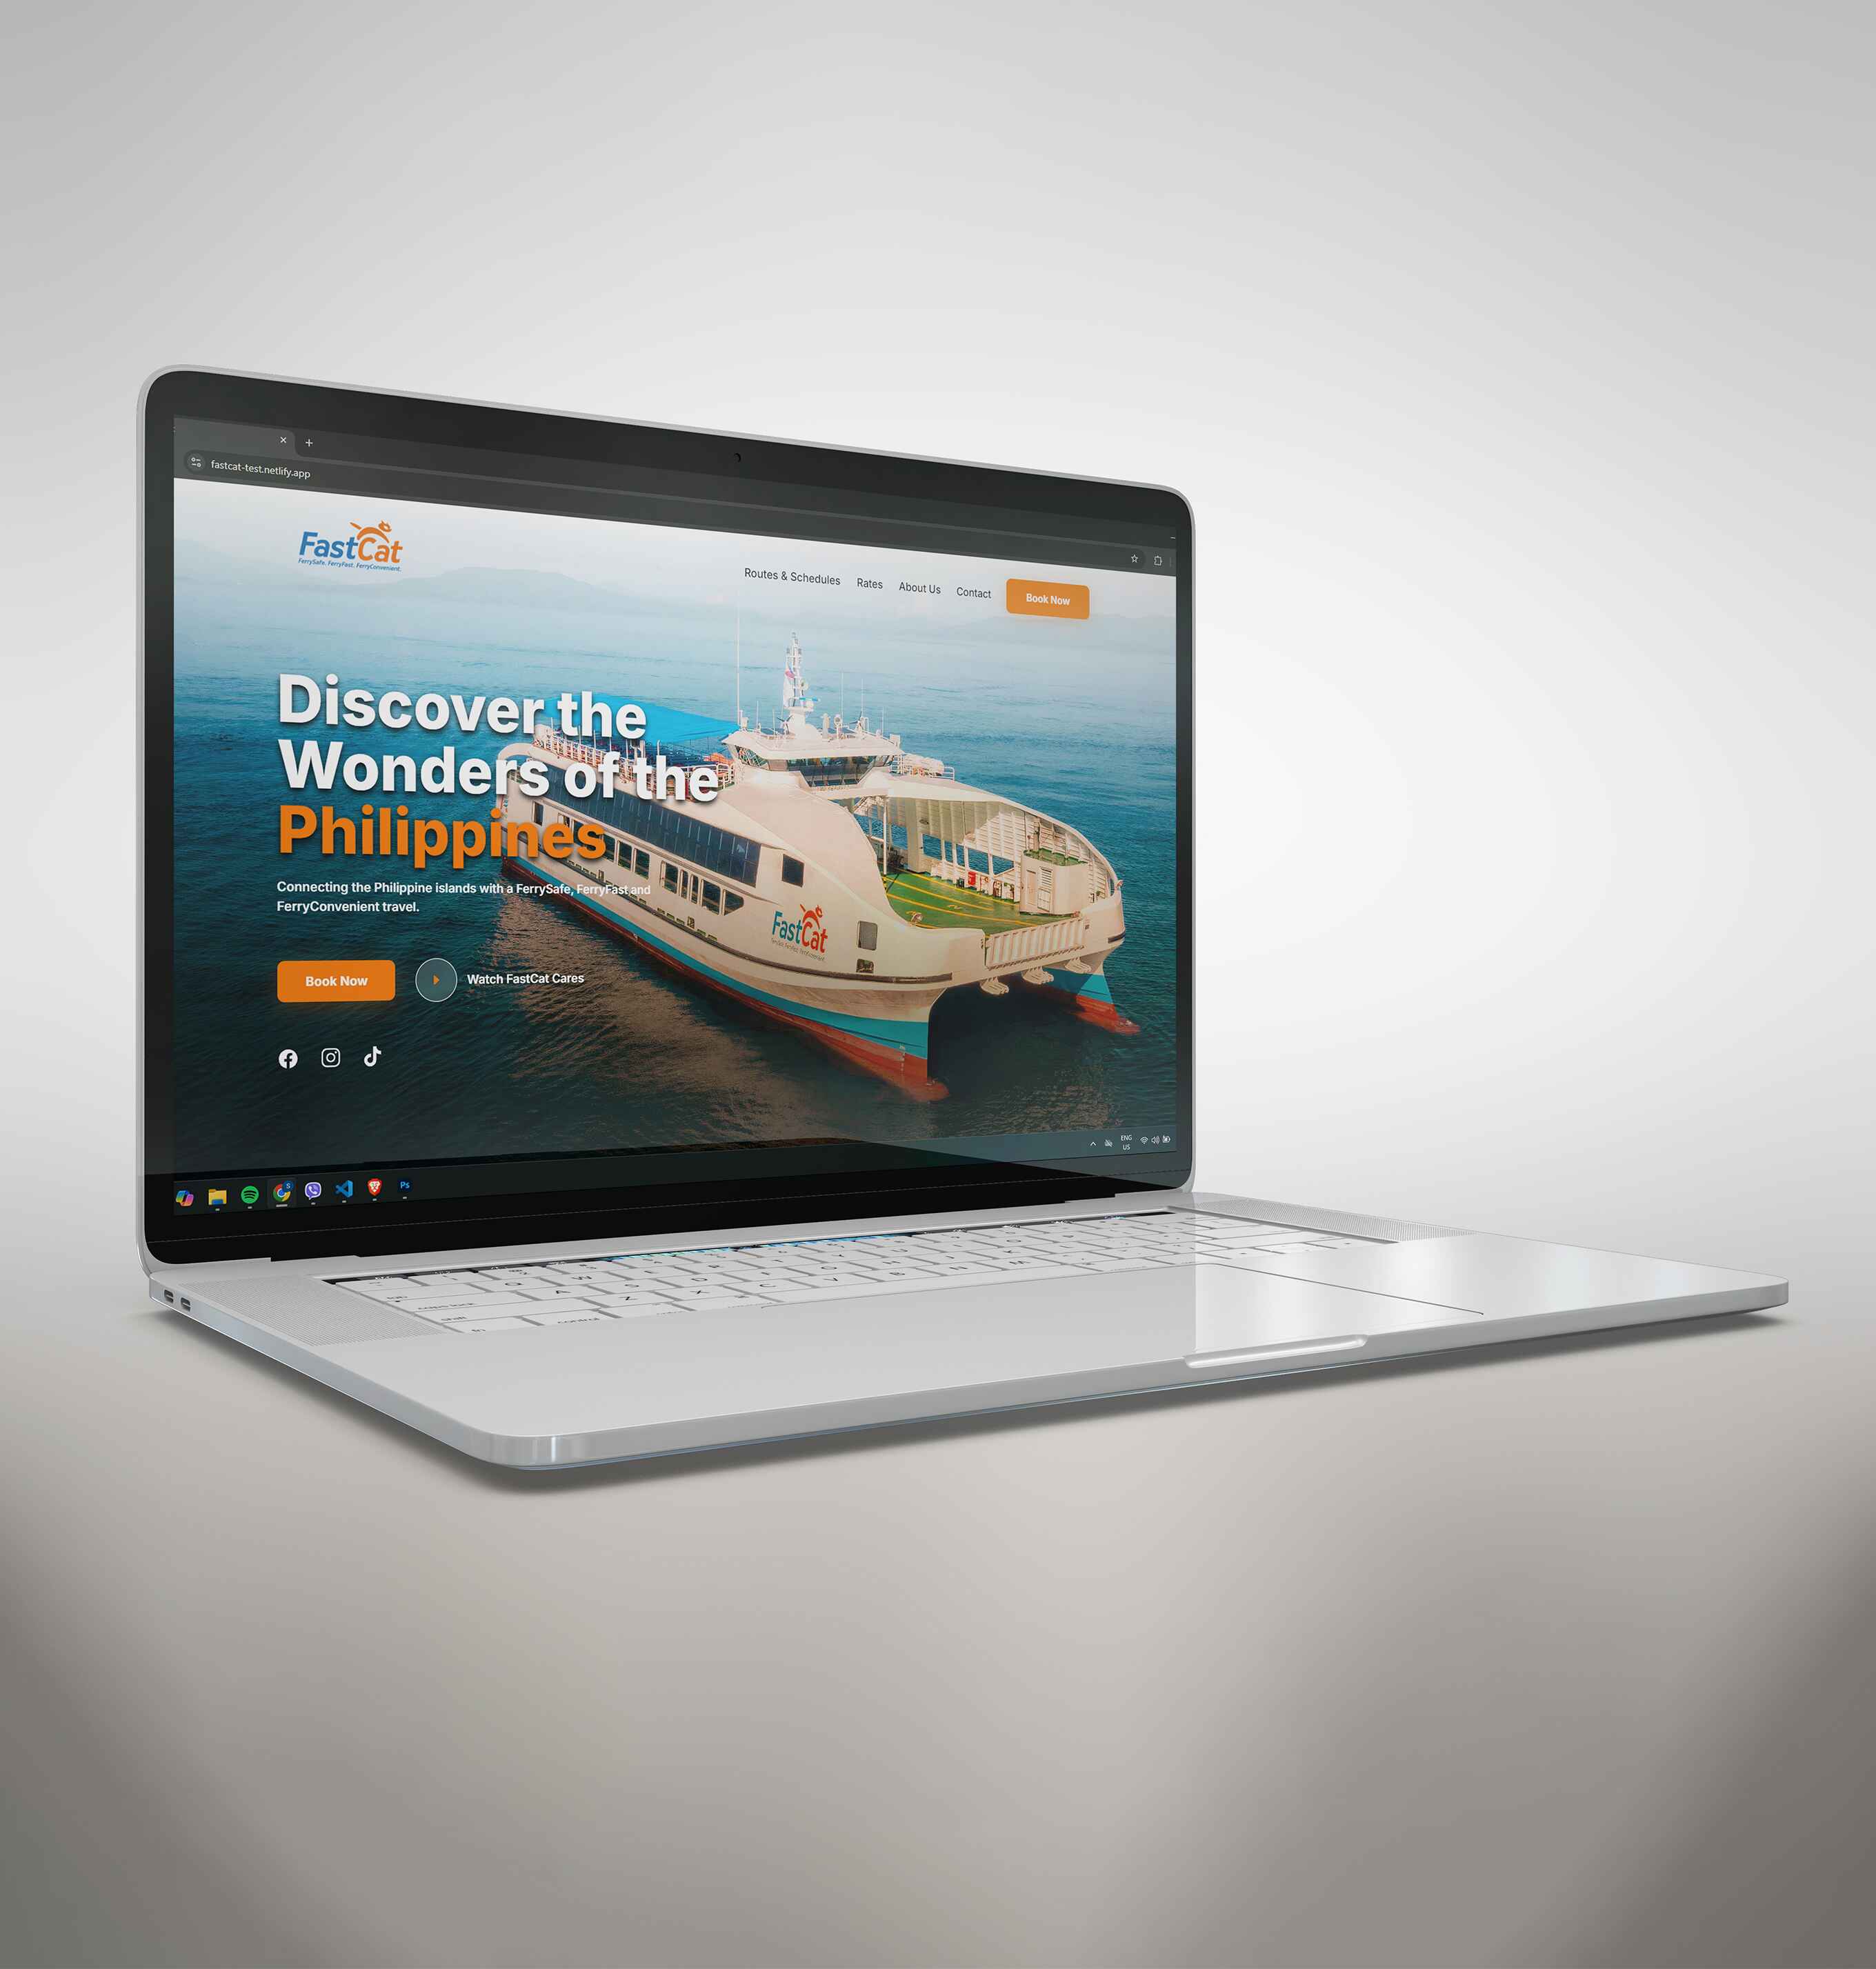 fastcat-test.netlify.app
FastCat
FerrySafe. FerryFast. FerryConvenient.
Routes & Schedules
Rates
About Us
Contact
Book Now
Discover the
Wonders of the
Philippines
Connecting the Philippine islands with a FerrySafe, FerryFast and
FerryConvenient travel.
FastCat
Book Now
Watch FastCat Cares
ENG
US
Ps